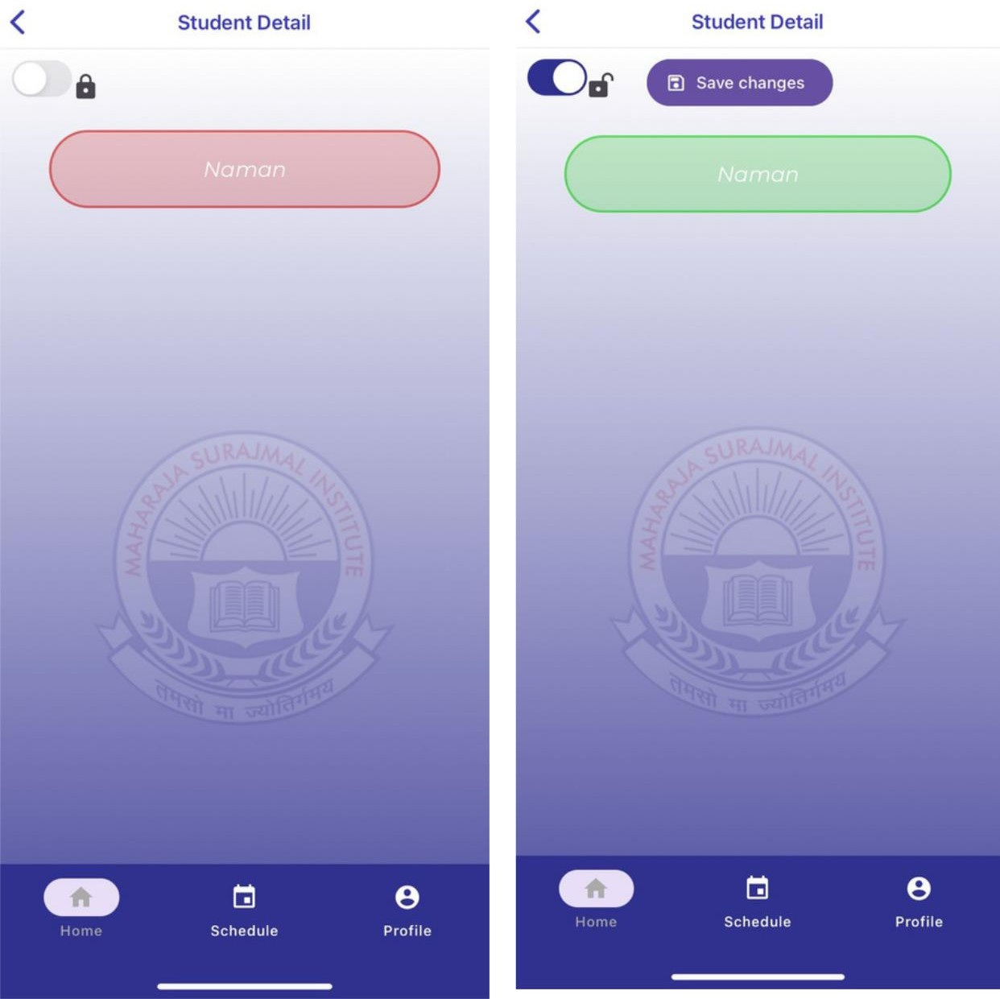 Student Detail
Naman
MAHARAJA SURAJMAL INSTITUTE
तमसो मा ज्योतिर्गमय
Home
Schedule
Profile
Student Detail
Save changes
Naman
MAHARAJA SURAJMAL INSTITUTE
तमसो मा ज्योतिर्गमय
Home
Schedule
Profile